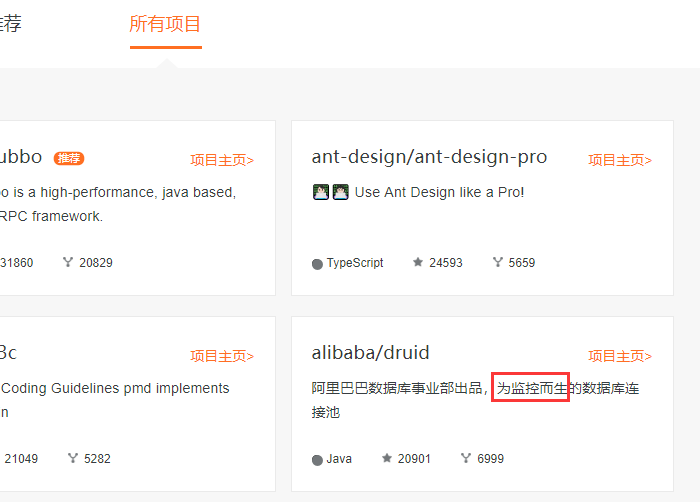 推荐
所有项目
ubbo 推荐 项目主页>
o is a high-performance, java based,
RPC framework.
31860 20829
ant-design/ant-design-pro 项目主页>
Use Ant Design like a Pro!
TypeScript 24593 5659
3c 项目主页>
Coding Guidelines pmd implements
n
21049 5282
alibaba/druid 项目主页>
阿里巴巴数据库事业部出品，为监控而生的数据库连
接池
Java 20901 6999